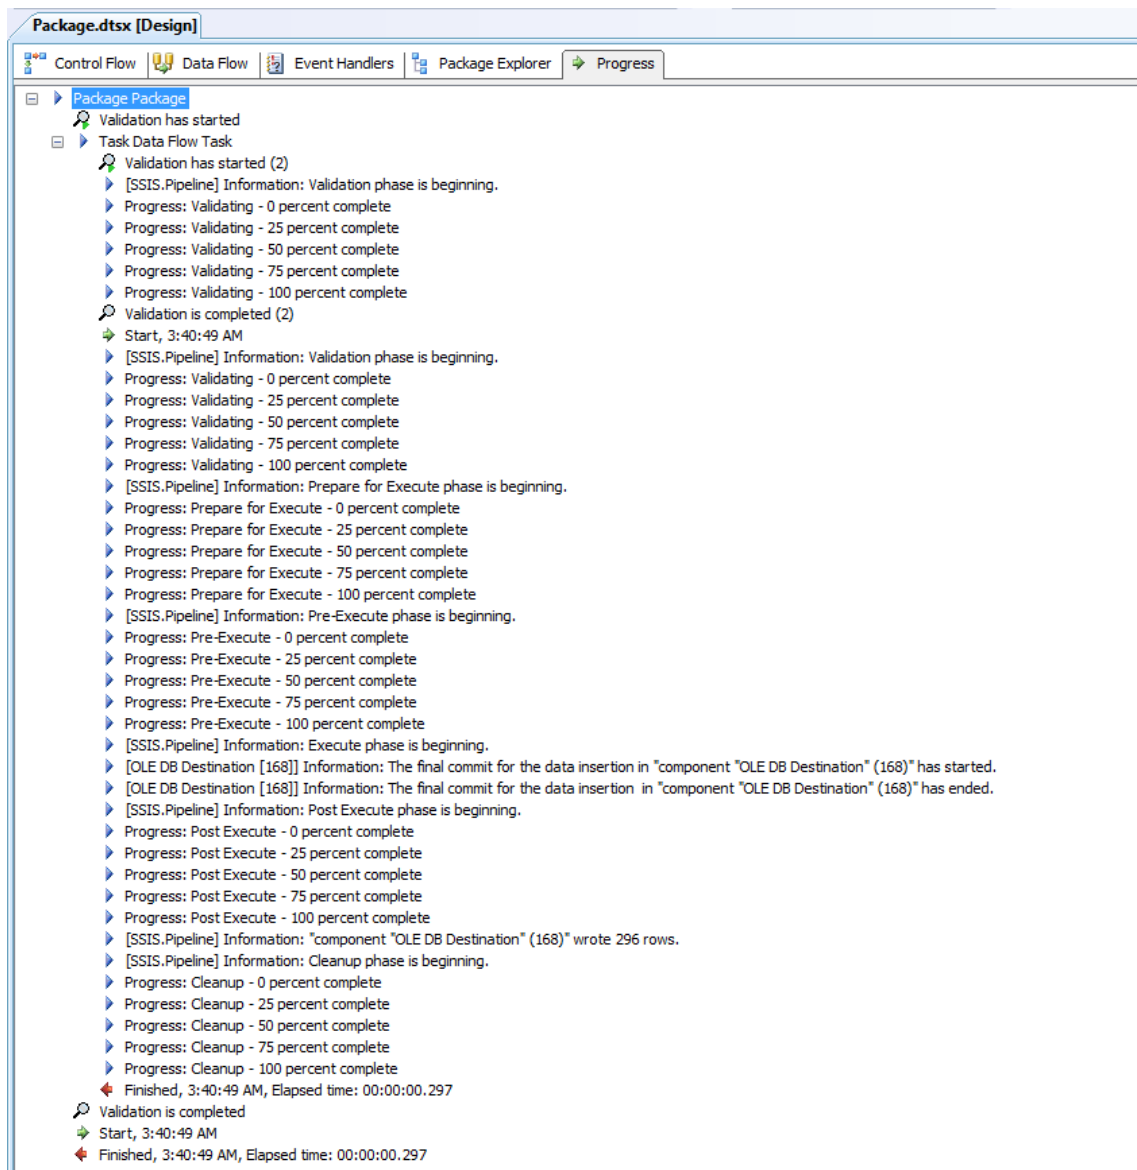 Package.dtsx [Design]
Control Flow Data Flow Event Handlers Package Explorer Progress
Package Package
Validation has started
Task Data Flow Task
Validation has started (2)
[SSIS.Pipeline] Information: Validation phase is beginning.
Progress: Validating - 0 percent complete
Progress: Validating - 25 percent complete
Progress: Validating - 50 percent complete
Progress: Validating - 75 percent complete
Progress: Validating - 100 percent complete
Validation is completed (2)
Start, 3:40:49 AM
[SSIS.Pipeline] Information: Validation phase is beginning.
Progress: Validating - 0 percent complete
Progress: Validating - 25 percent complete
Progress: Validating - 50 percent complete
Progress: Validating - 75 percent complete
Progress: Validating - 100 percent complete
[SSIS.Pipeline] Information: Prepare for Execute phase is beginning.
Progress: Prepare for Execute - 0 percent complete
Progress: Prepare for Execute - 25 percent complete
Progress: Prepare for Execute - 50 percent complete
Progress: Prepare for Execute - 75 percent complete
Progress: Prepare for Execute - 100 percent complete
[SSIS.Pipeline] Information: Pre-Execute phase is beginning.
Progress: Pre-Execute - 0 percent complete
Progress: Pre-Execute - 25 percent complete
Progress: Pre-Execute - 50 percent complete
Progress: Pre-Execute - 75 percent complete
Progress: Pre-Execute - 100 percent complete
[SSIS.Pipeline] Information: Execute phase is beginning.
[OLE DB Destination [168]] Information: The final commit for the data insertion in "component "OLE DB Destination" (168)" has started.
[OLE DB Destination [168]] Information: The final commit for the data insertion  in "component "OLE DB Destination" (168)" has ended.
[SSIS.Pipeline] Information: Post Execute phase is beginning.
Progress: Post Execute - 0 percent complete
Progress: Post Execute - 25 percent complete
Progress: Post Execute - 50 percent complete
Progress: Post Execute - 75 percent complete
Progress: Post Execute - 100 percent complete
[SSIS.Pipeline] Information: "component "OLE DB Destination" (168)" wrote 296 rows.
[SSIS.Pipeline] Information: Cleanup phase is beginning.
Progress: Cleanup - 0 percent complete
Progress: Cleanup - 25 percent complete
Progress: Cleanup - 50 percent complete
Progress: Cleanup - 75 percent complete
Progress: Cleanup - 100 percent complete
Finished, 3:40:49 AM, Elapsed time: 00:00:00.297
Validation is completed
Start, 3:40:49 AM
Finished, 3:40:49 AM, Elapsed time: 00:00:00.297